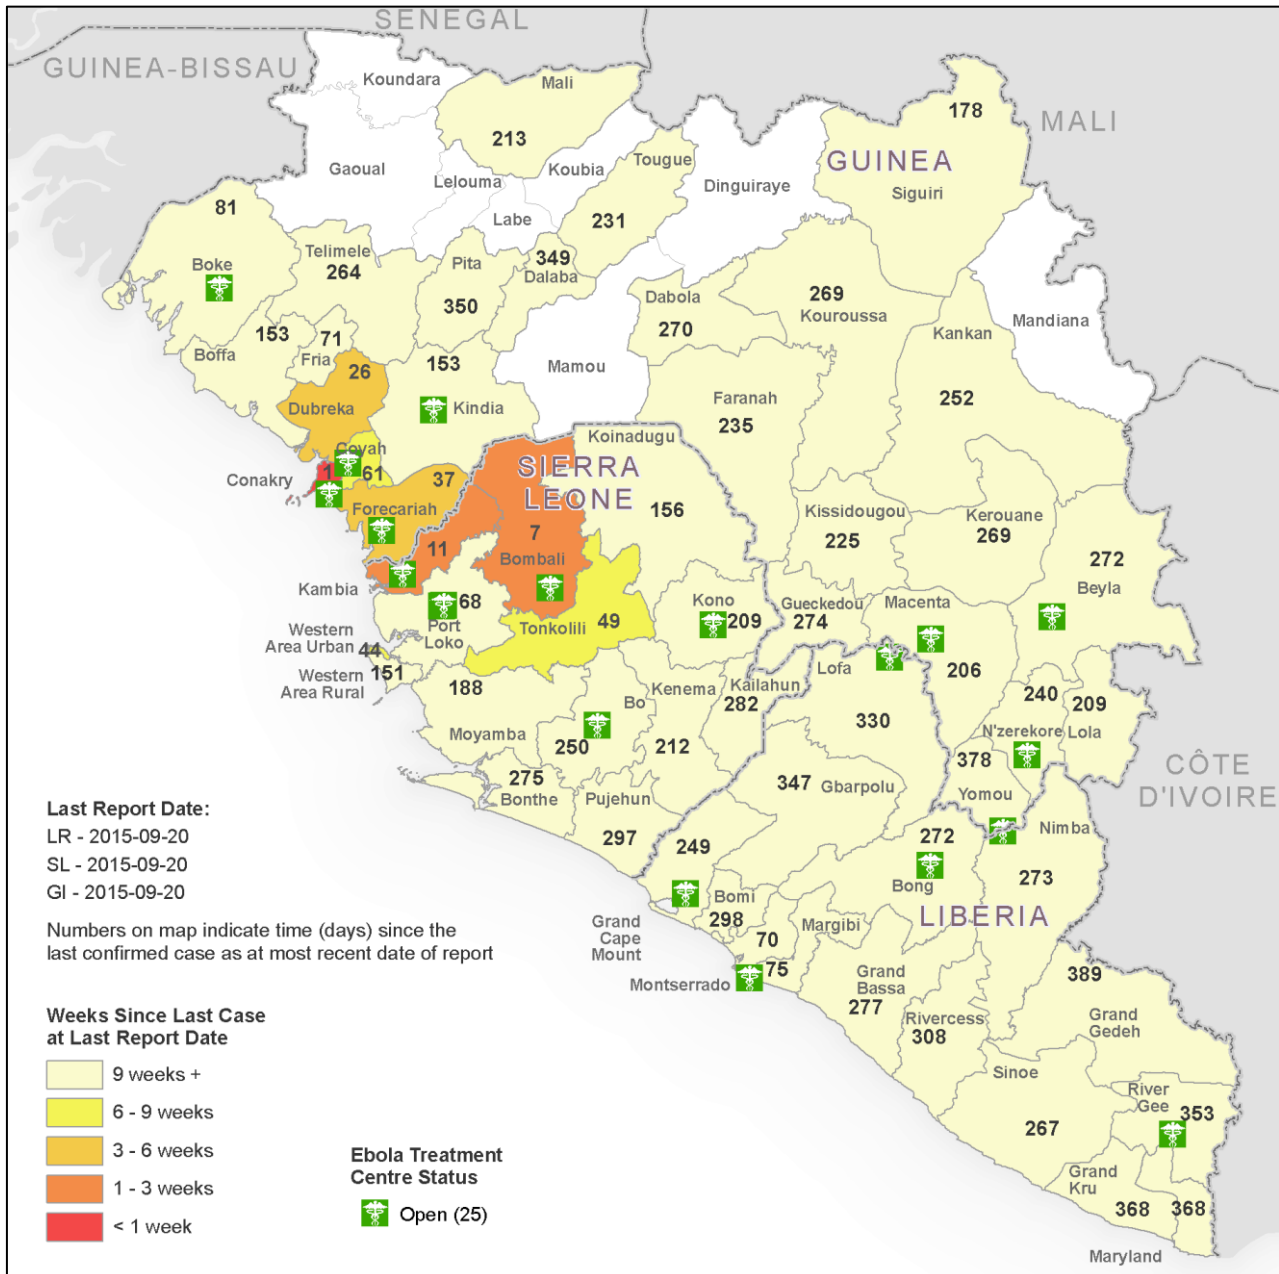 SENEGAL
GUINEA-BISSAU
Koundara
Mali
178
MALI
213
Tougue
GUINEA
Gaoual
Koubia
Lelouma
Dinguiraye
Siguiri
81
Labe
231
Telimele
264
Pita
349
Dalaba
Boke
Dabola
269
Kouroussa
350
270
Kankan
Mandiana
153
71
Boffa
Fria
26
153
Mamou
Dubreka
Kindia
Faranah
235
252
Koinadugu
Coyah
SIERRA
LEONE
Conakry
1
61
37
Forecariah
156
Kissidougou
225
Kerouane
269
11
7
Bombali
272
Beyla
Kambia
68
Port
Loko
Tonkolili
49
Kono
209
Gueckedou
274
Macenta
Western
Area Urban
44
151
Western
Area Rural
Lofa
206
188
Kenema
Kailahun
282
240
209
Bo
330
N'zerekore
Lola
Moyamba
250
212
378
CÔTE
D'IVOIRE
275
Bonthe
Pujehun
347
Gbarpolu
Yomou
Last Report Date:
LR - 2015-09-20
SL - 2015-09-20
GI - 2015-09-20
297
249
272
Nimba
Bong
273
Bomi
298
Margibi
LIBERIA
Numbers on map indicate time (days) since the
last confirmed case as at most recent date of report
Grand
Cape
Mount
70
75
Montserrado
Grand
Bassa
277
389
Rivercess
308
Grand
Gedeh
Weeks Since Last Case
at Last Report Date
9 weeks +
6 - 9 weeks
3 - 6 weeks
1 - 3 weeks
< 1 week
Sinoe
267
River
Gee
353
Ebola Treatment
Centre Status
Open (25)
Grand
Kru
368
368
Maryland